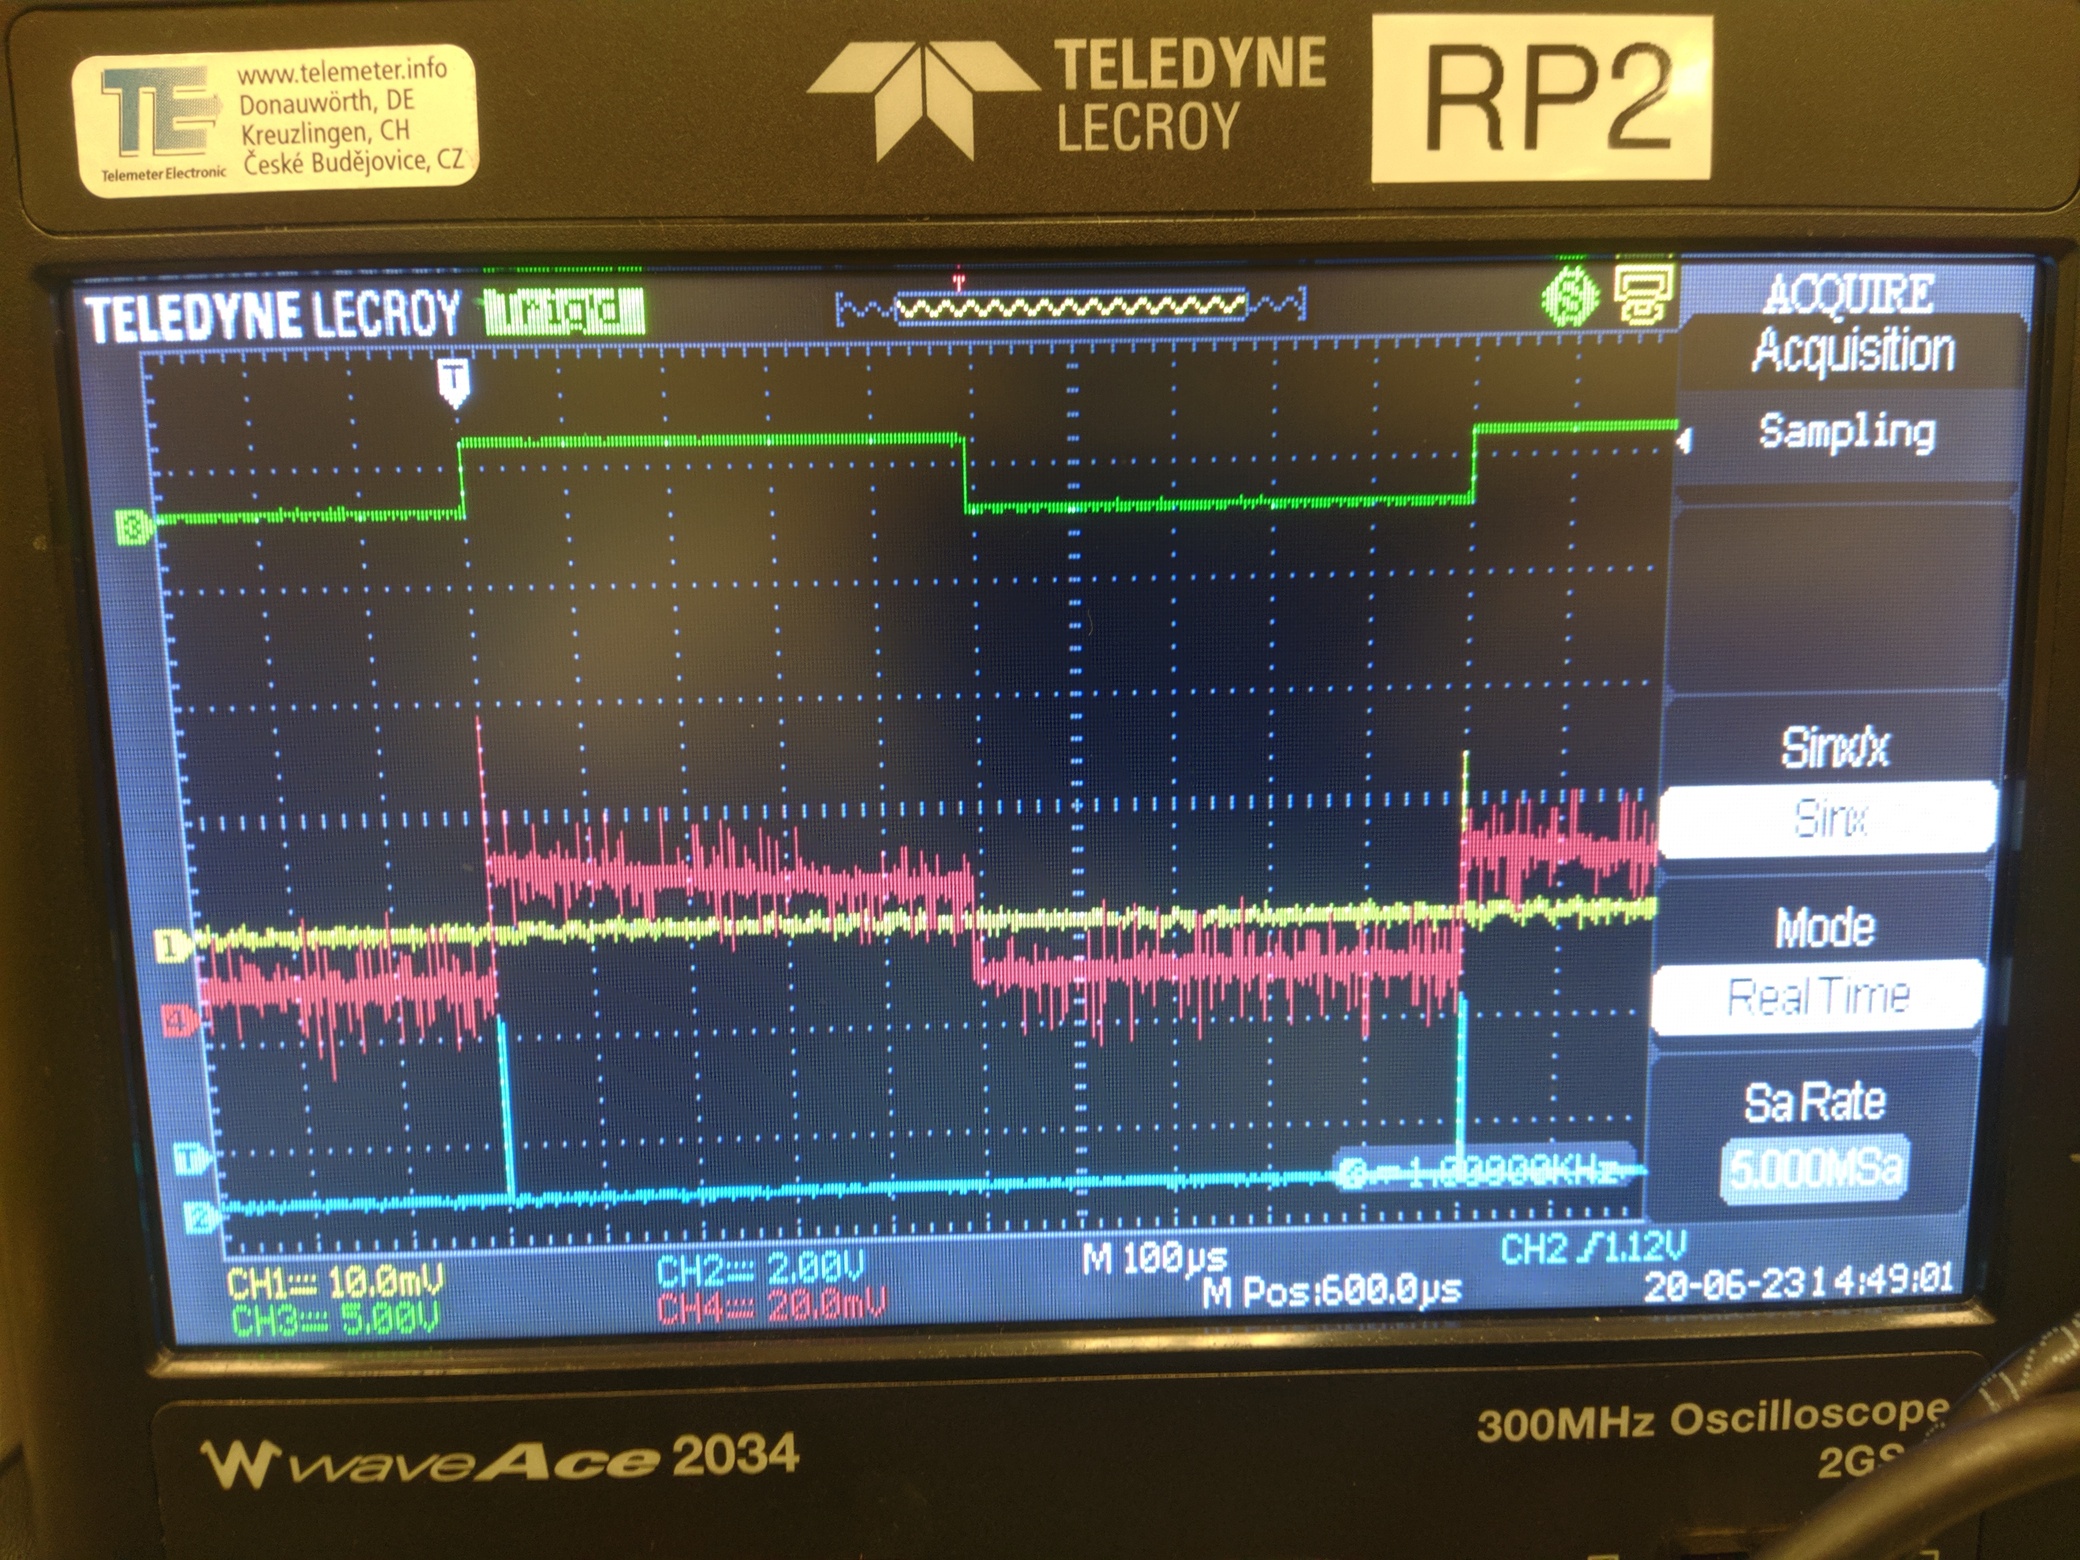 TE
Telemeter Electronic
www.telemeter.info
Donauwörth, DE
Kreuzlingen, CH
České Budějovice, CZ
TELEDYNE
LECROY
RP2
TELEDYNE LECROY
Trig'd
T
S
ACQUIRE
Acquisition
Sampling
T
3
Sinx/x
Sinx
1
Mode
Real Time
4
Sa Rate
5.000MSa
T
2
=1.00000KHz
CH1 10.0mV
CH2 2.00V
M 100µs
CH2 /1.12V
CH3 5.00V
CH4 20.0mV
M Pos:600.0µs
20-06-23 14:49:01
W waveAce 2034
300MHz Oscilloscope